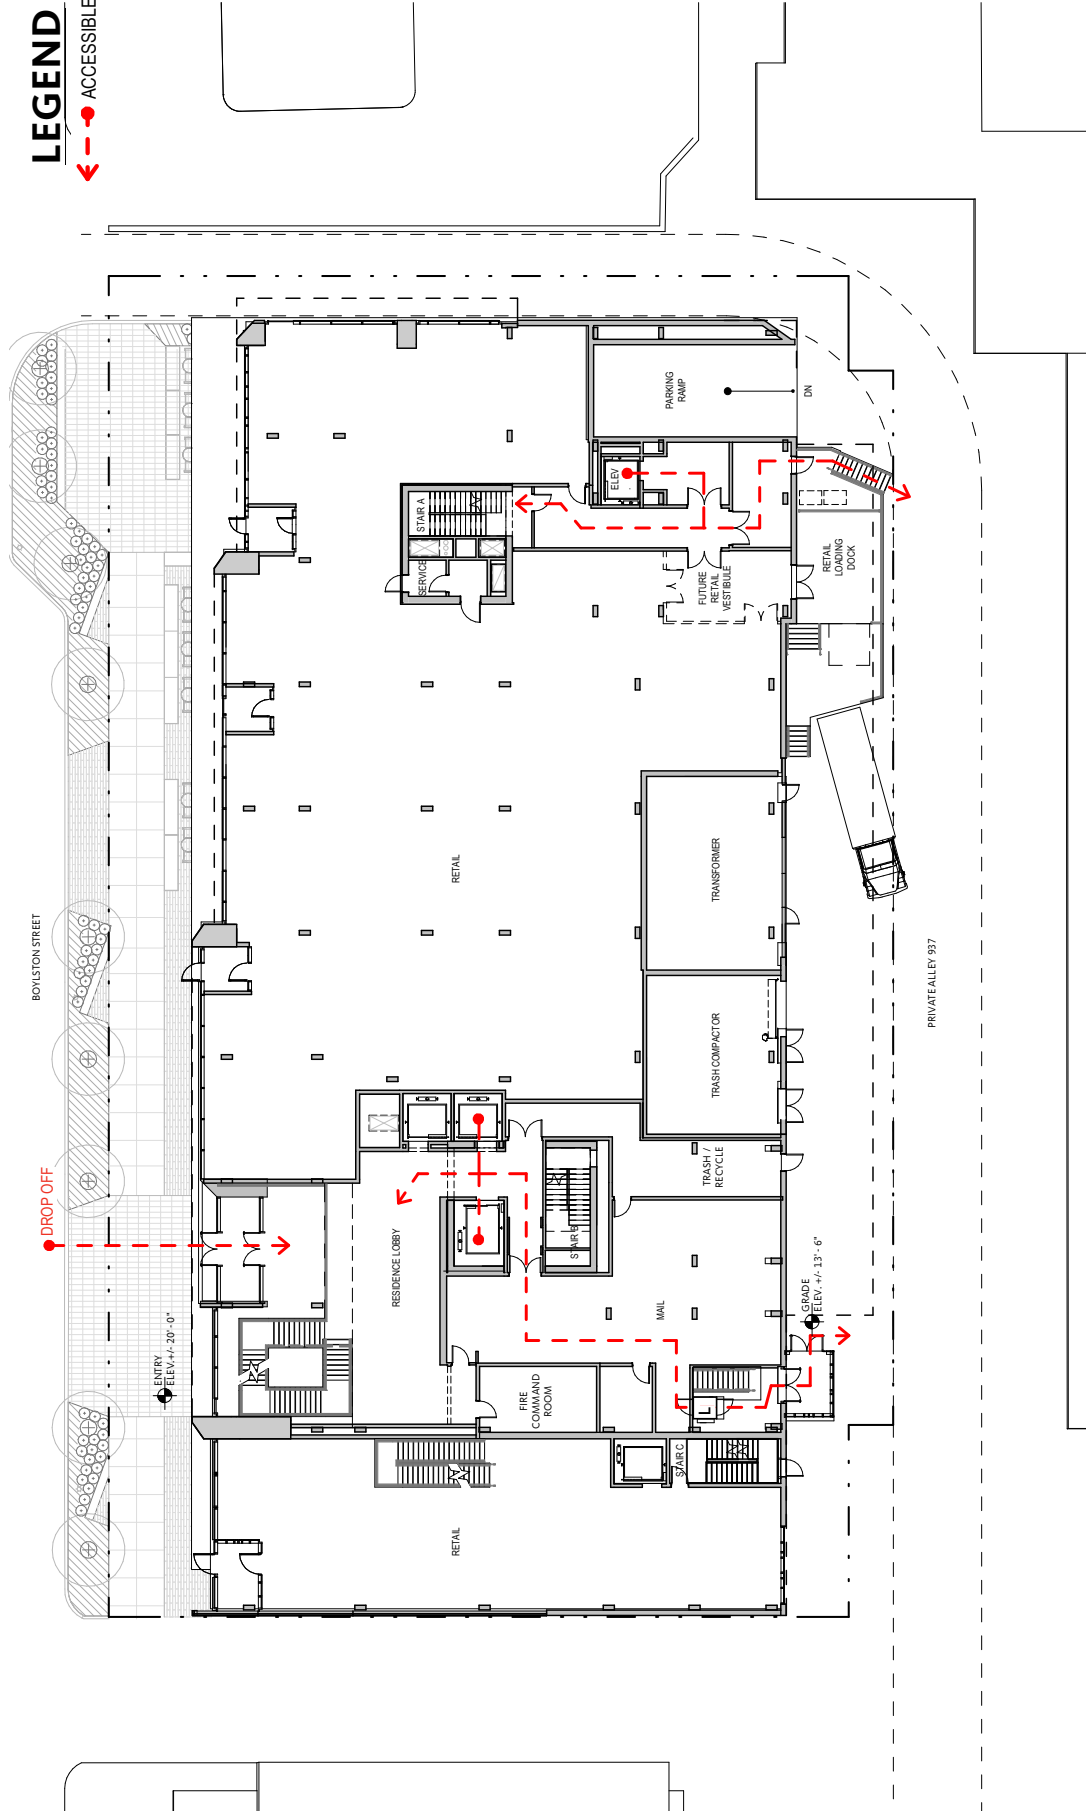 LEGEND
ACCESSIBLE
BOYLSTON STREET
DROP OFF
ENTRY
ELEV.+/- 20'- 0"
PARKING
RAMP
DN
ELEV
STAIR A
SERVICE
FUTURE
RETAIL
VESTIBULE
RETAIL
LOADING
DOCK
RETAIL
TRANSFORMER
TRASH COMPACTOR
PRIVATE ALLEY 937
TRASH /
RECYCLE
RESIDENCE LOBBY
STAIR B
MAIL
GRADE
ELEV. +/- 13'- 6"
FIRE
COMMAND
ROOM
L
STAIR C
RETAIL